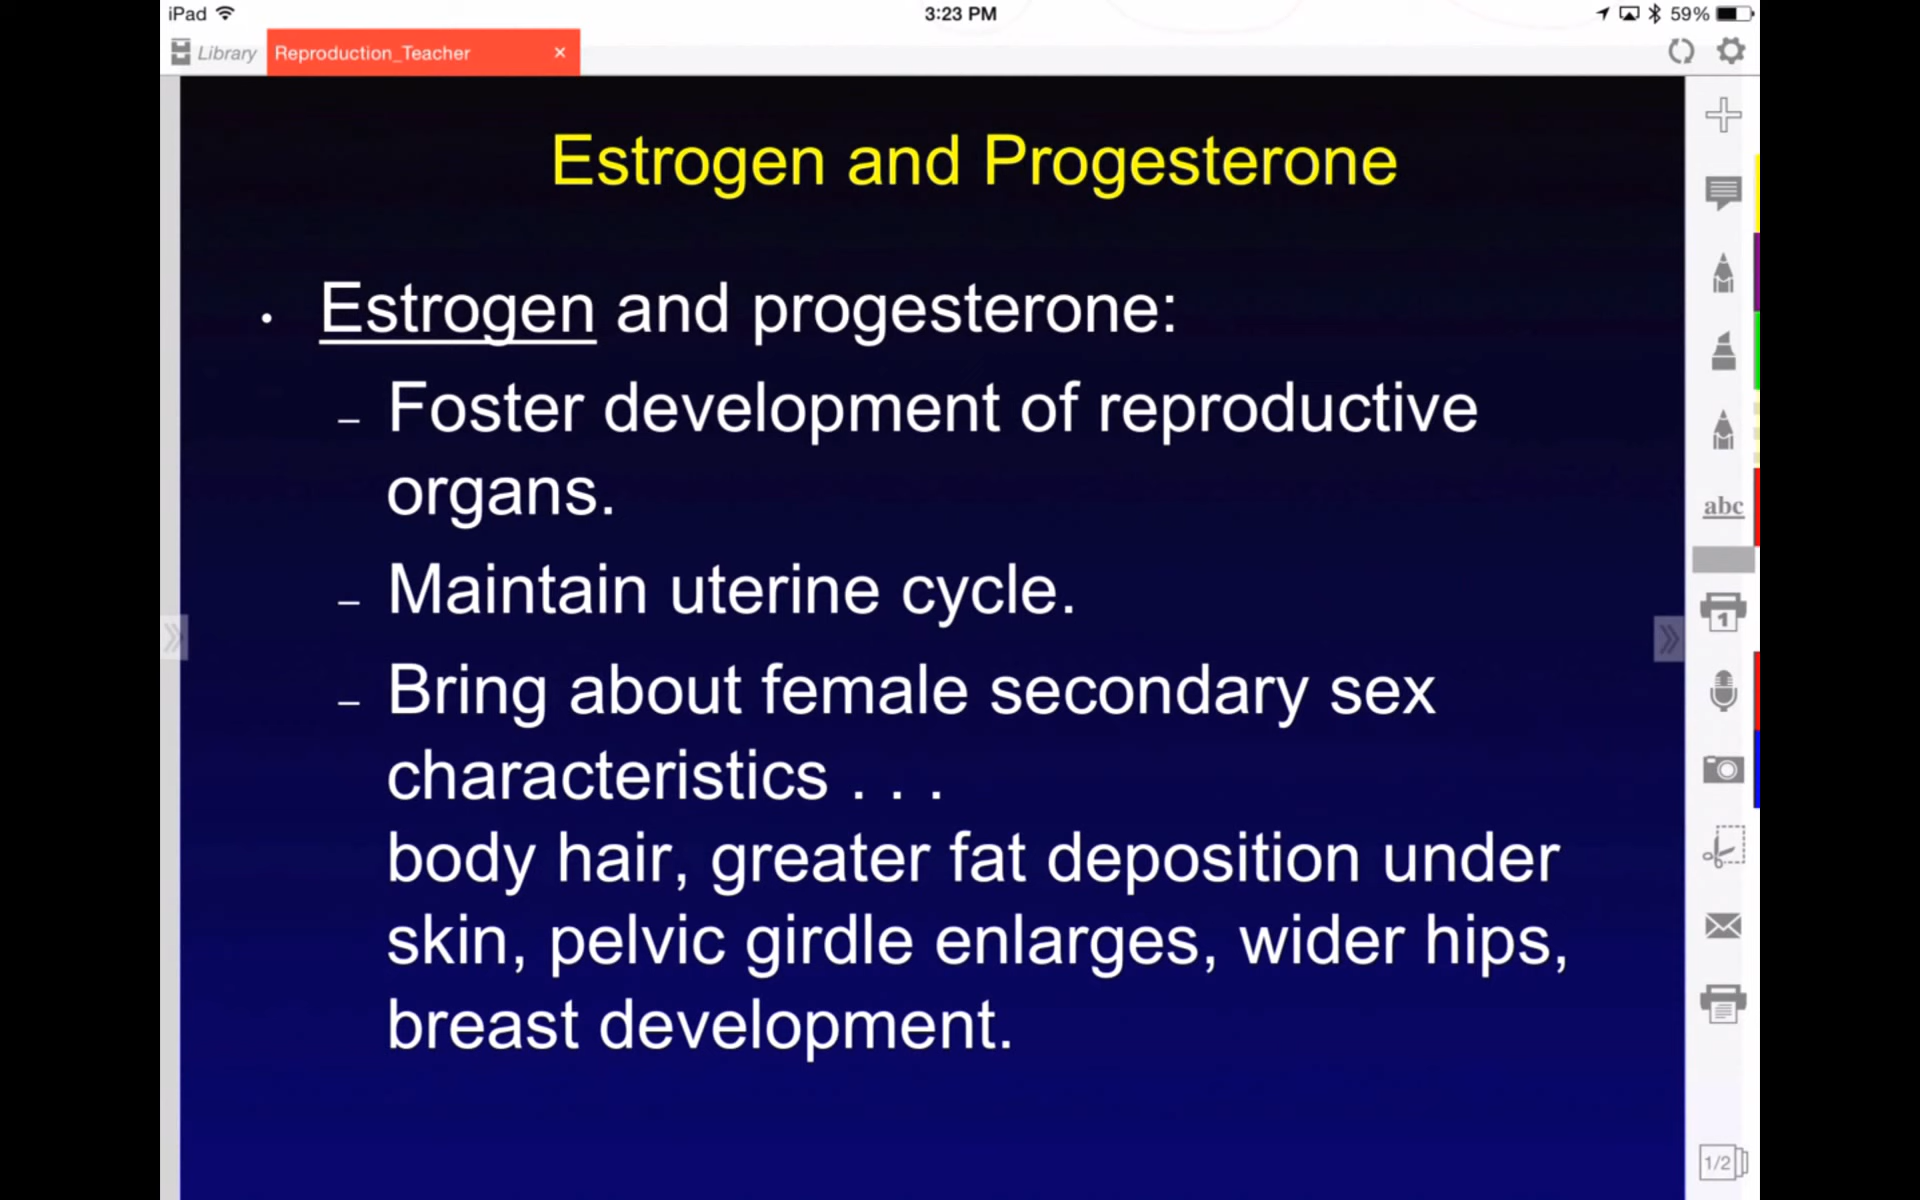 iPad
3:23 PM
59%
Library
Reproduction_Teacher
Estrogen and Progesterone
• Estrogen and progesterone:
– Foster development of reproductive
organs.
– Maintain uterine cycle.
– Bring about female secondary sex
characteristics . . .
body hair, greater fat deposition under
skin, pelvic girdle enlarges, wider hips,
breast development.
abc
1
1/2